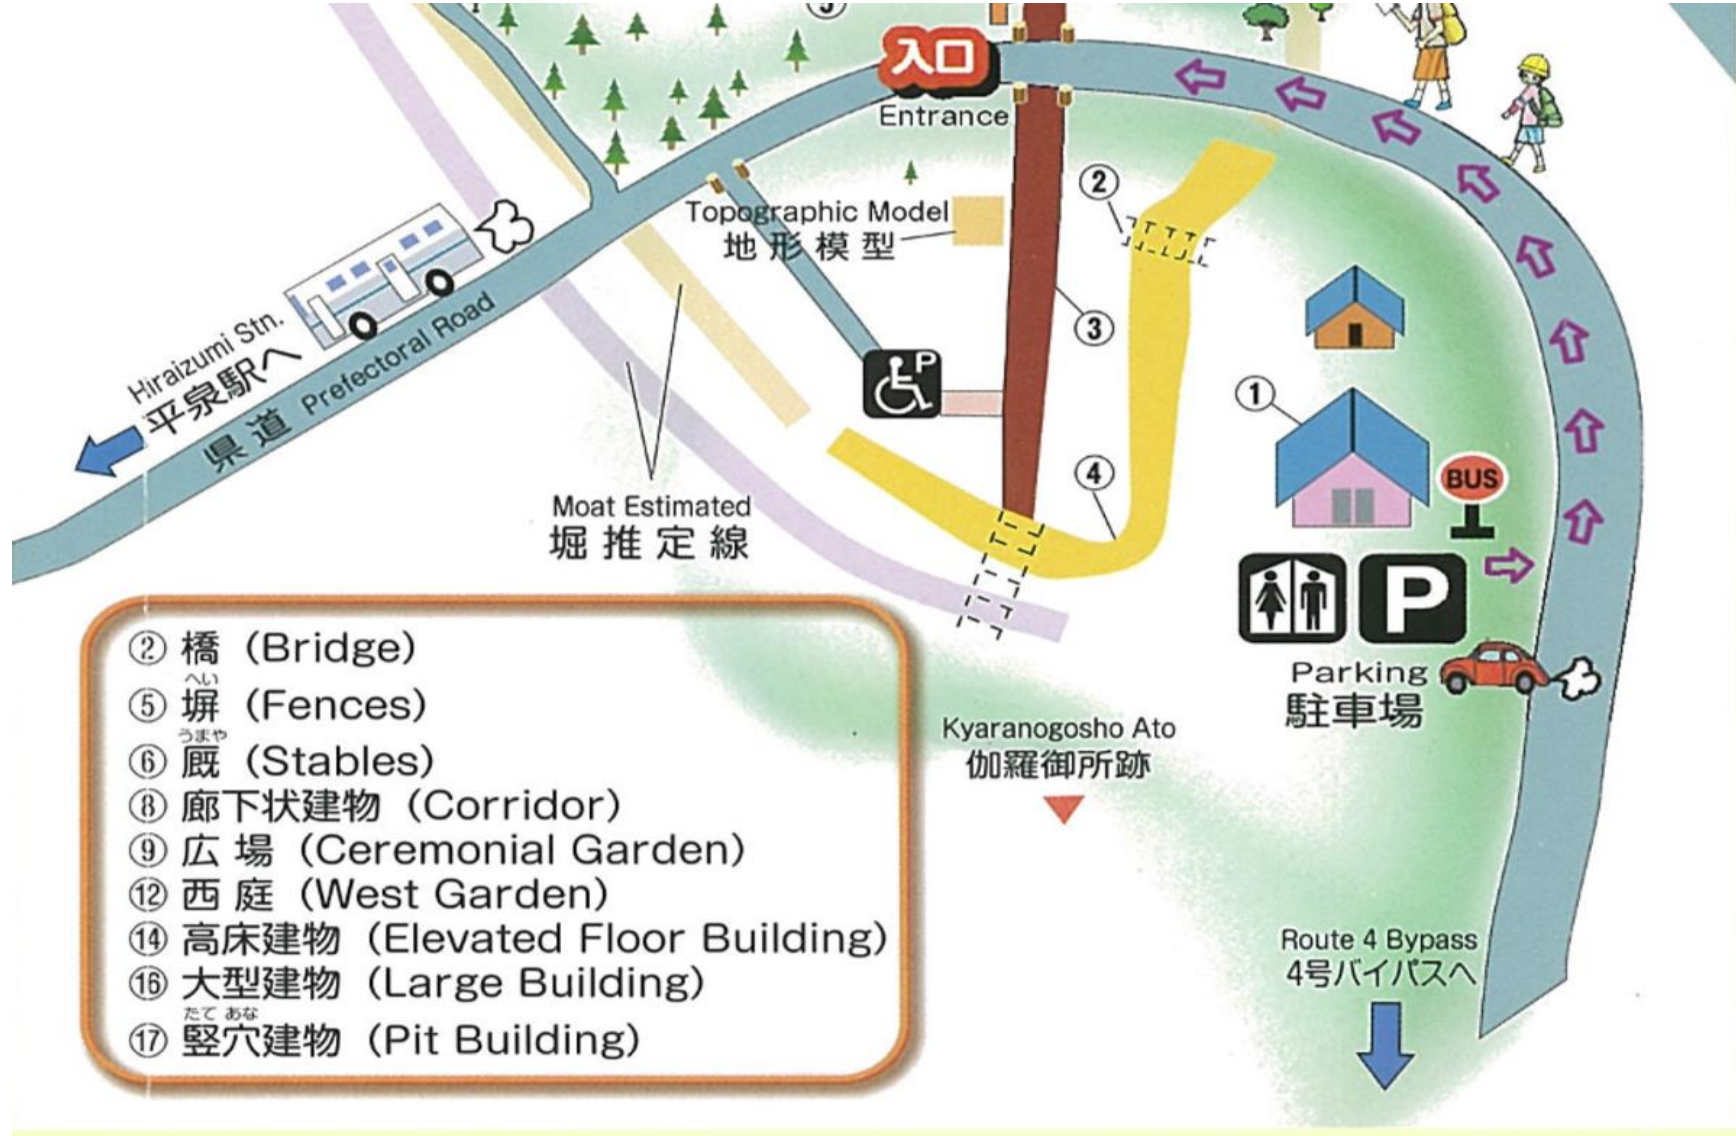 入口
Entrance
②
Topographic Model
地形模型
③
Hiraizumi Stn.
平泉駅へ
県道 Prefectoral Road
P
①
④
BUS
Moat Estimated
堀推定線
P
Parking
駐車場
Kyaranogosho Ato
伽羅御所跡
Route 4 Bypass
4号バイパスへ
② 橋 (Bridge)
へい
⑤ 塀 (Fences)
うまや
⑥ 厩 (Stables)
⑧ 廊下状建物 (Corridor)
⑨ 広場 (Ceremonial Garden)
⑫ 西庭 (West Garden)
⑭ 高床建物 (Elevated Floor Building)
⑯ 大型建物 (Large Building)
たて あな
⑰ 竪穴建物 (Pit Building)